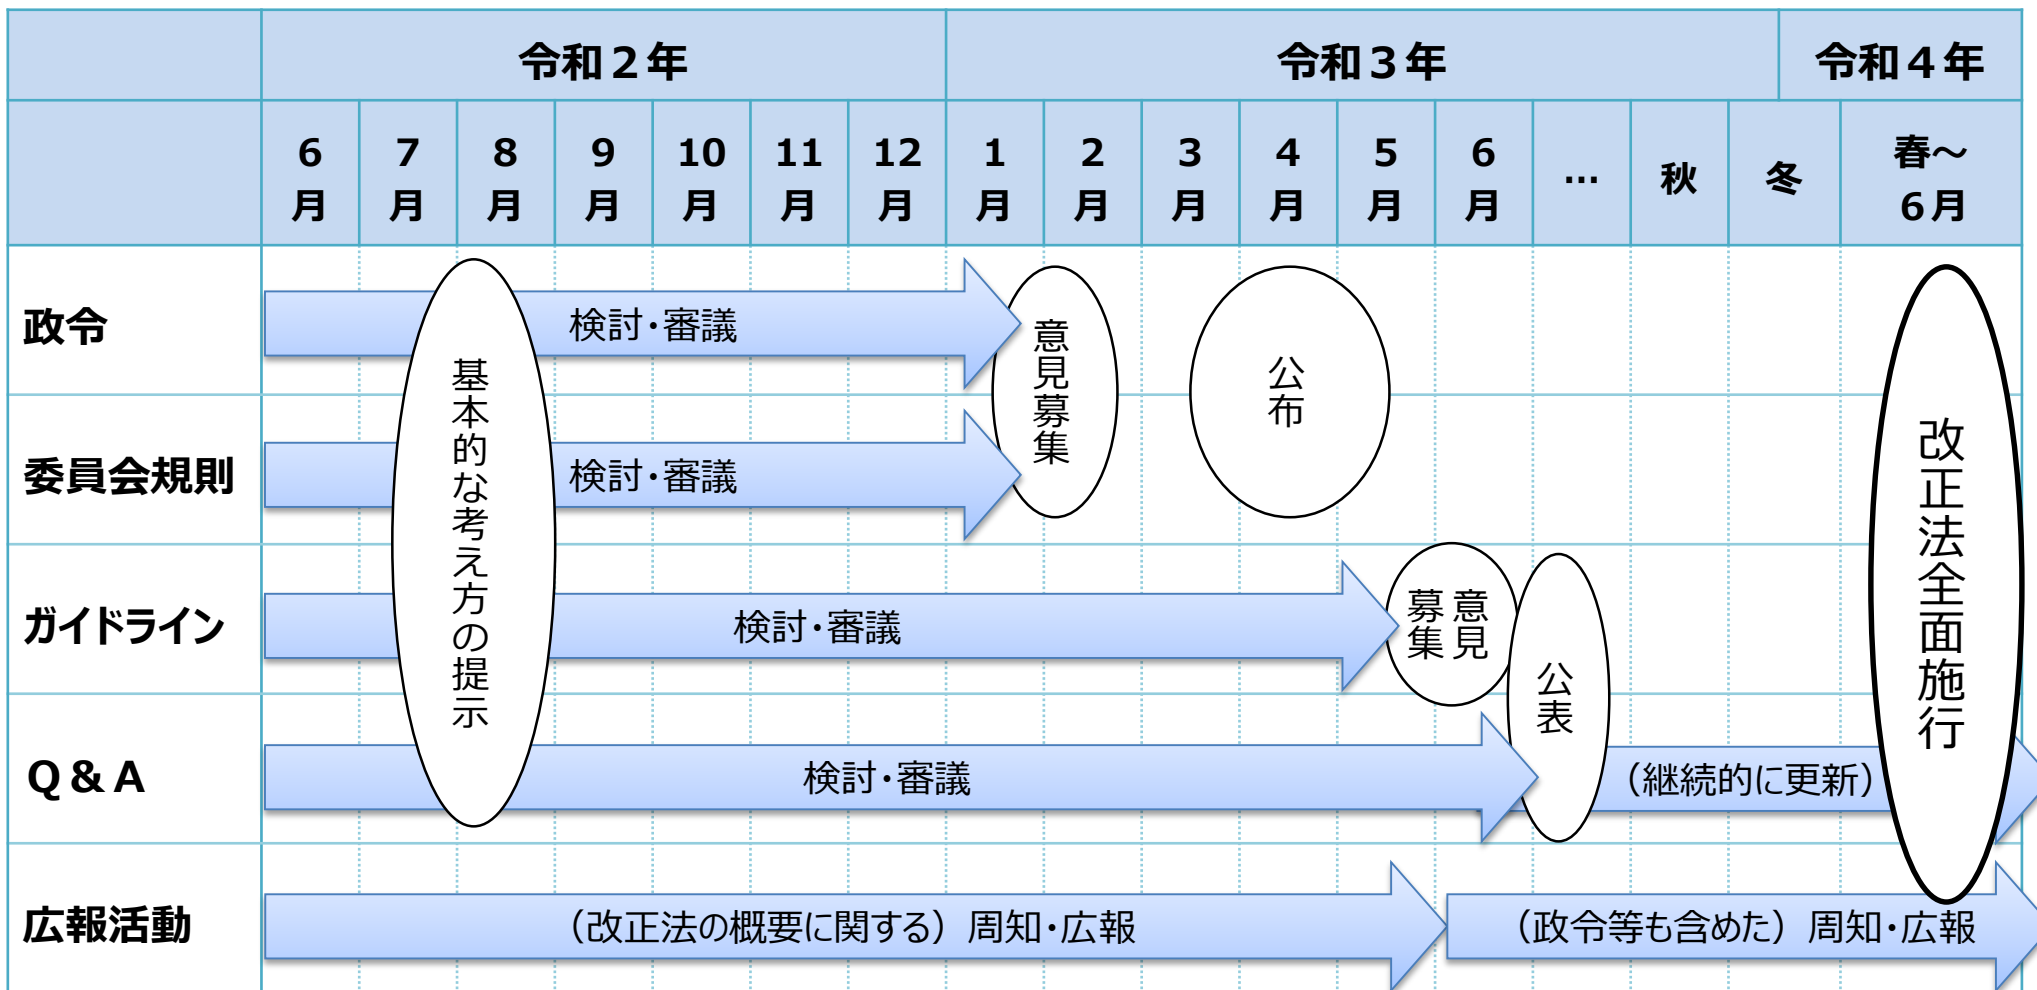 令和２年
令和３年
令和４年
6月
7月
8月
9月
10月
11月
12月
1月
2月
3月
4月
5月
6月
…
秋
冬
春～
６月
政令
検討・審議
委員会規則
検討・審議
基本的な考え方の提示
意見募集
公布
ガイドライン
検討・審議
意見
募集
公表
Ｑ＆Ａ
検討・審議
（継続的に更新）
改正法全面施行
広報活動
（改正法の概要に関する）周知・広報
（政令等も含めた）周知・広報